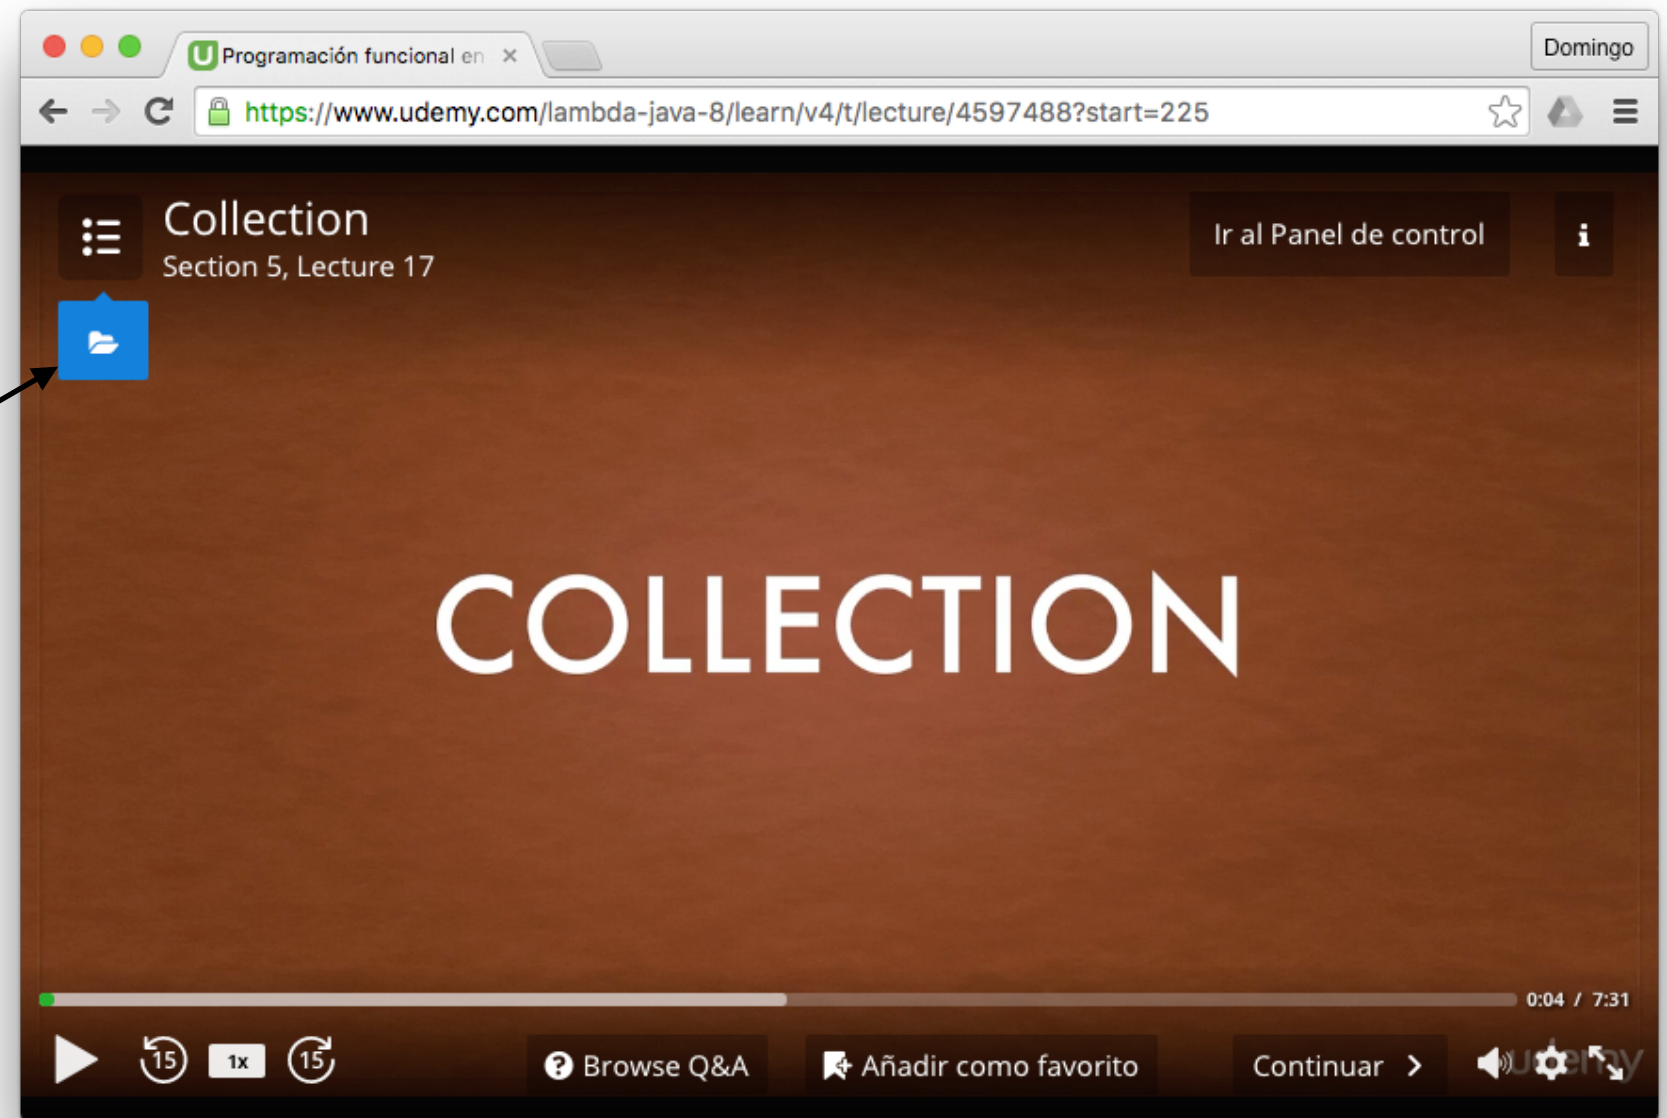 Programación funcional en
Domingo
https://www.udemy.com/lambda-java-8/learn/v4/t/lecture/4597488?start=225
Collection
Section 5, Lecture 17
Ir al Panel de control
COLLECTION
0:04 / 7:31
15
1x
15
Browse Q&A
Añadir como favorito
Continuar
udemy